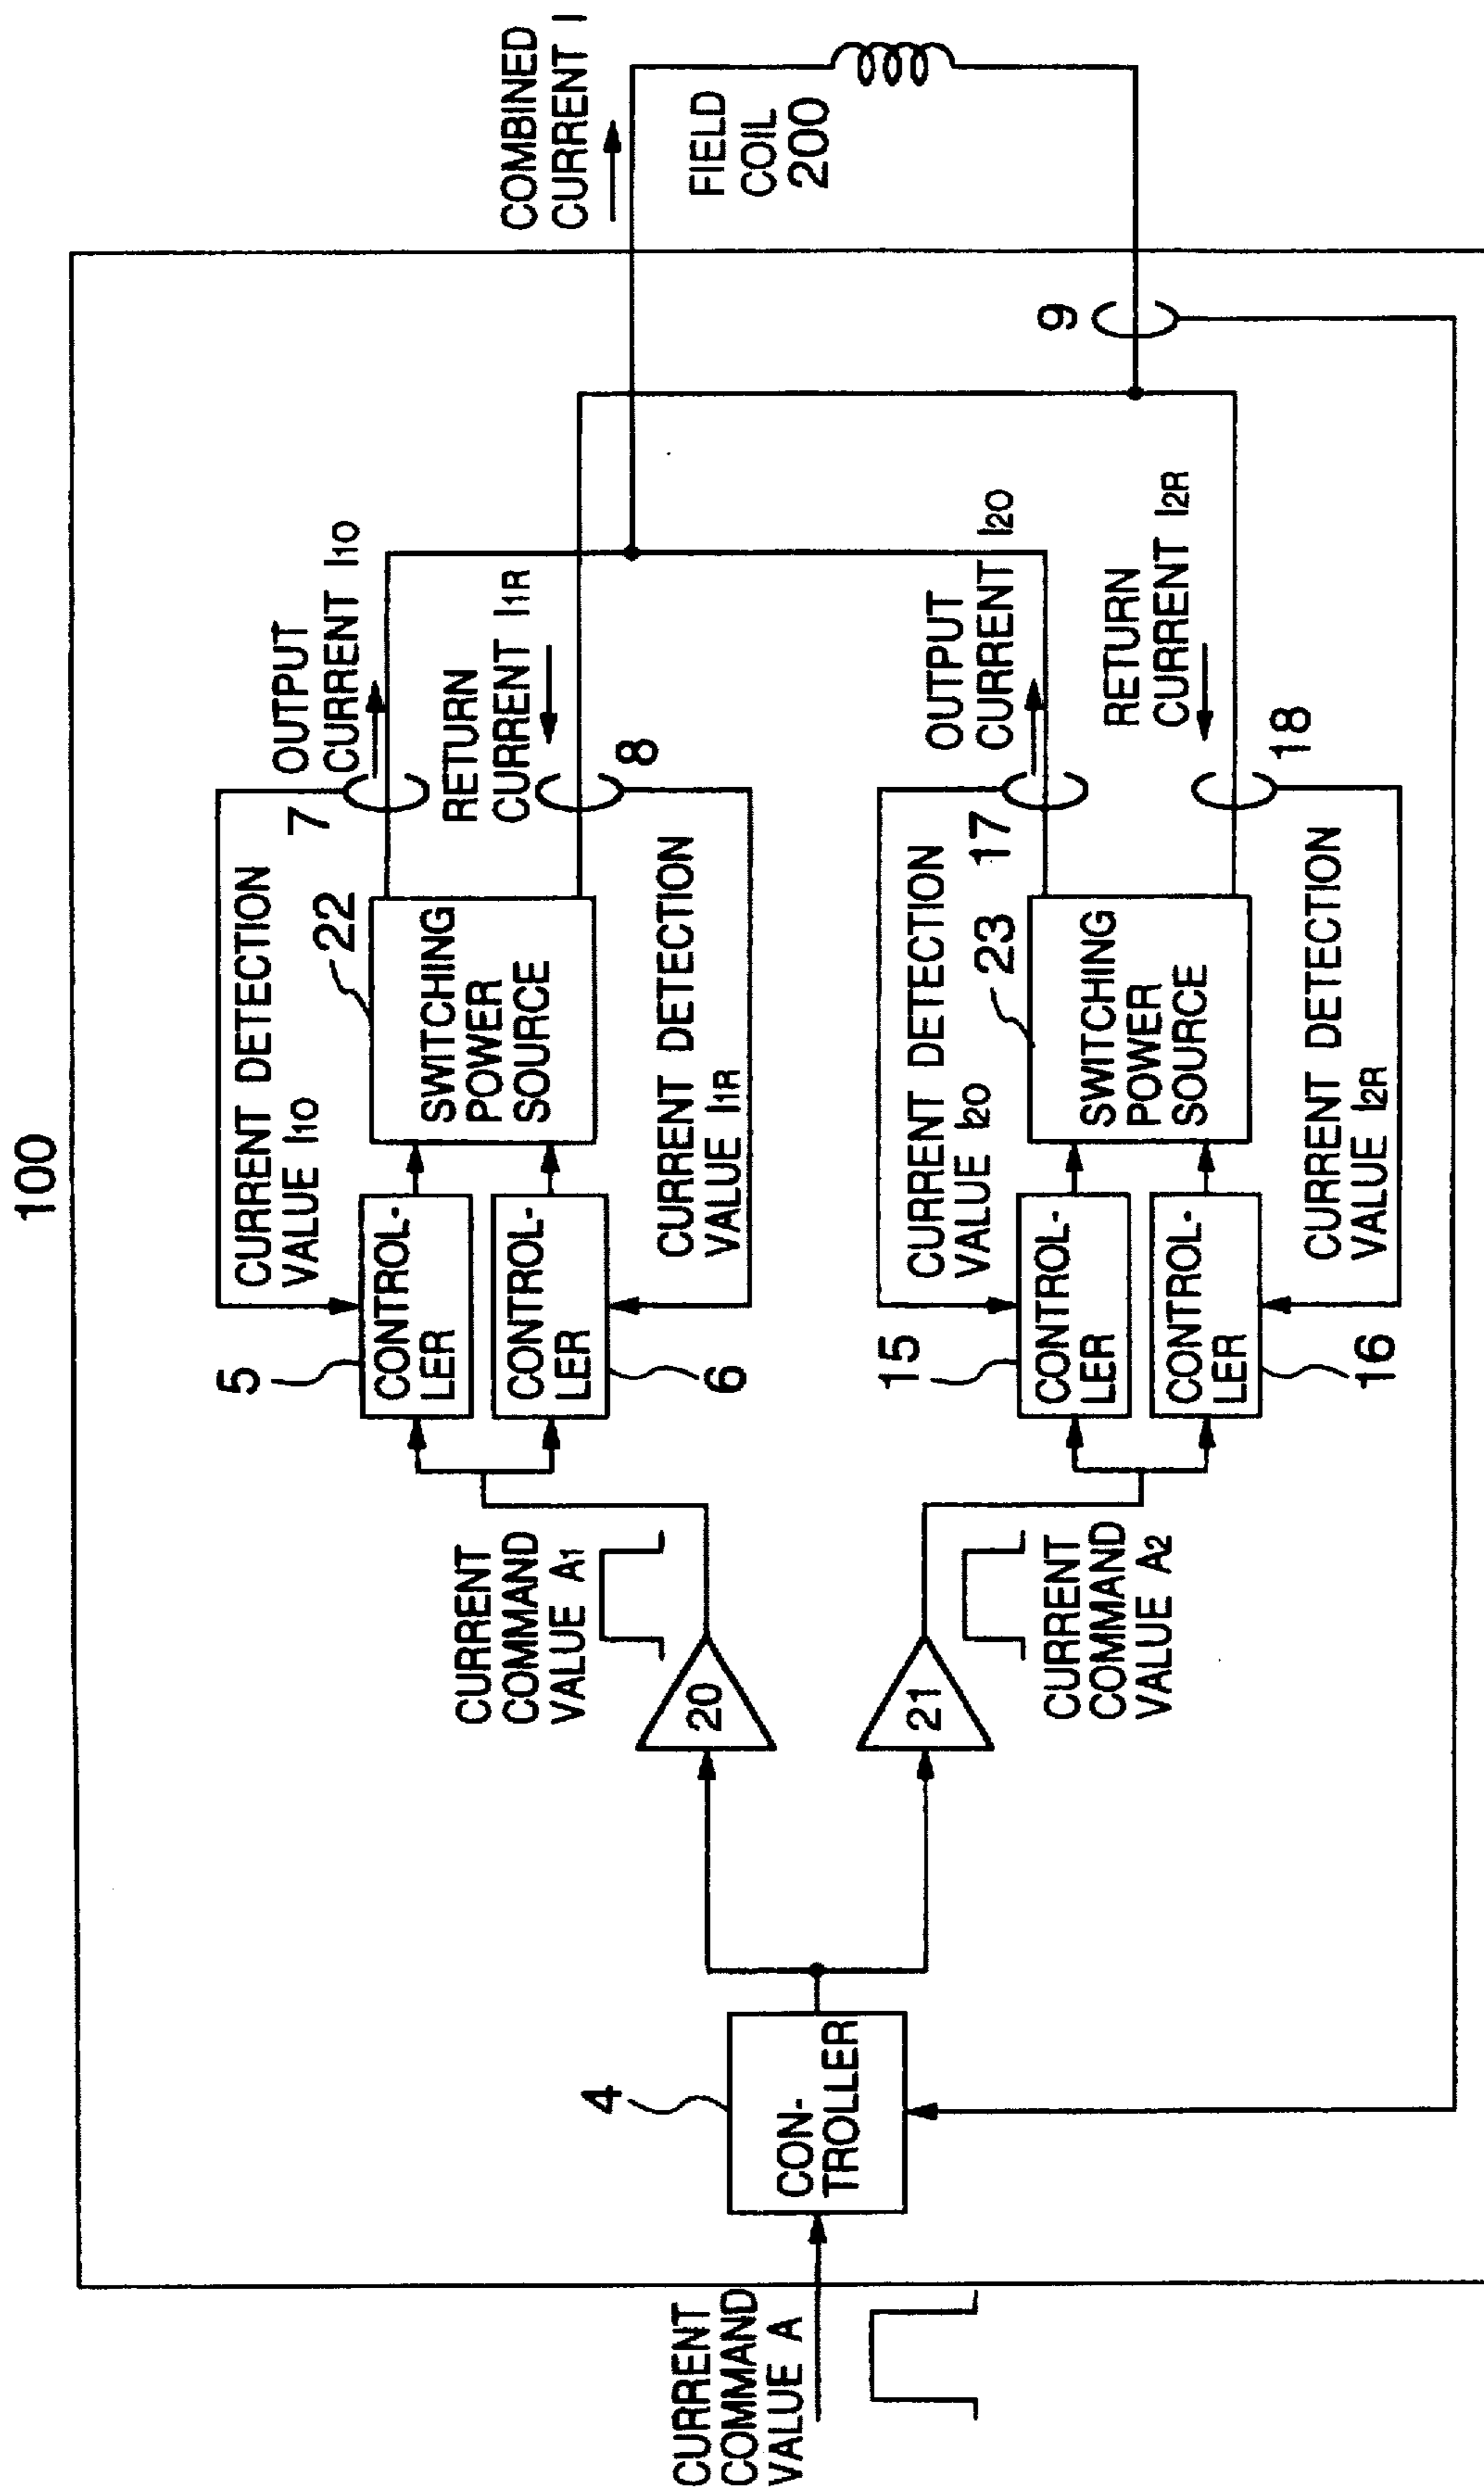 100
CURRENT
COMMAND
VALUE A
4
CON-
TROLLER
20
21
CURRENT
COMMAND
VALUE A1
CURRENT
COMMAND
VALUE A2
5
CONTROL-
LER
CONTROL-
LER
6
CURRENT DETECTION
VALUE I1O
22
SWITCHING
POWER
SOURCE
CURRENT DETECTION
VALUE I1R
7
OUTPUT
CURRENT I1O
RETURN
CURRENT I1R
8
15
CONTROL-
LER
CONTROL-
LER
16
CURRENT DETECTION
VALUE I2O
23
SWITCHING
POWER
SOURCE
CURRENT DETECTION
VALUE I2R
17
OUTPUT
CURRENT I2O
RETURN
CURRENT I2R
18
9
COMBINED
CURRENT I
FIELD
COIL
200